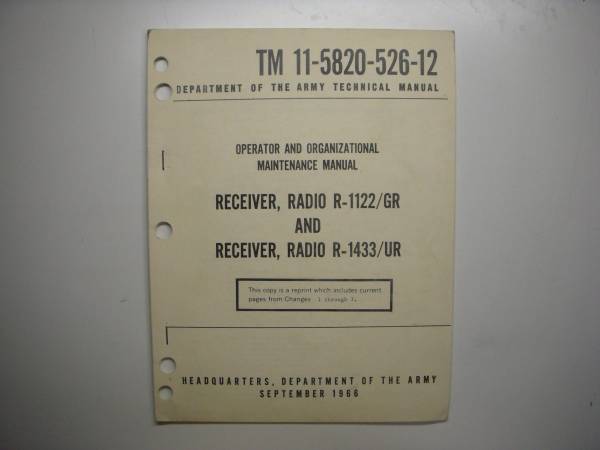 TM 11-5820-526-12
DEPARTMENT OF THE ARMY TECHNICAL MANUAL
OPERATOR AND ORGANIZATIONAL
MAINTENANCE MANUAL
RECEIVER, RADIO R-1122/GR
AND
RECEIVER, RADIO R-1433/UR
This copy is a reprint which includes current
pages from Changes 1 through
HEADQUARTERS, DEPARTMENT OF THE ARMY
SEPTEMBER 1966